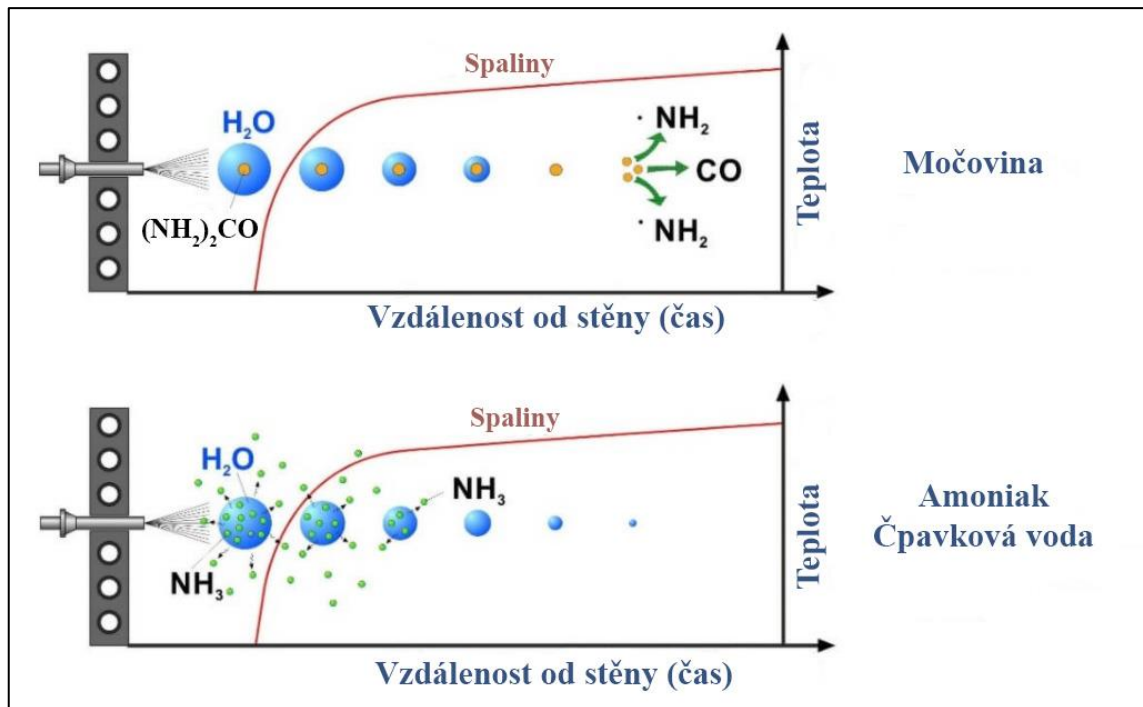 Spaliny
H₂O
· NH₂
CO
· NH₂
(NH₂)₂CO
Teplota
Močovina
Vzdálenost od stěny (čas)
Spaliny
H₂O
NH₃
NH₃
Teplota
Amoniak
Čpavková voda
Vzdálenost od stěny (čas)